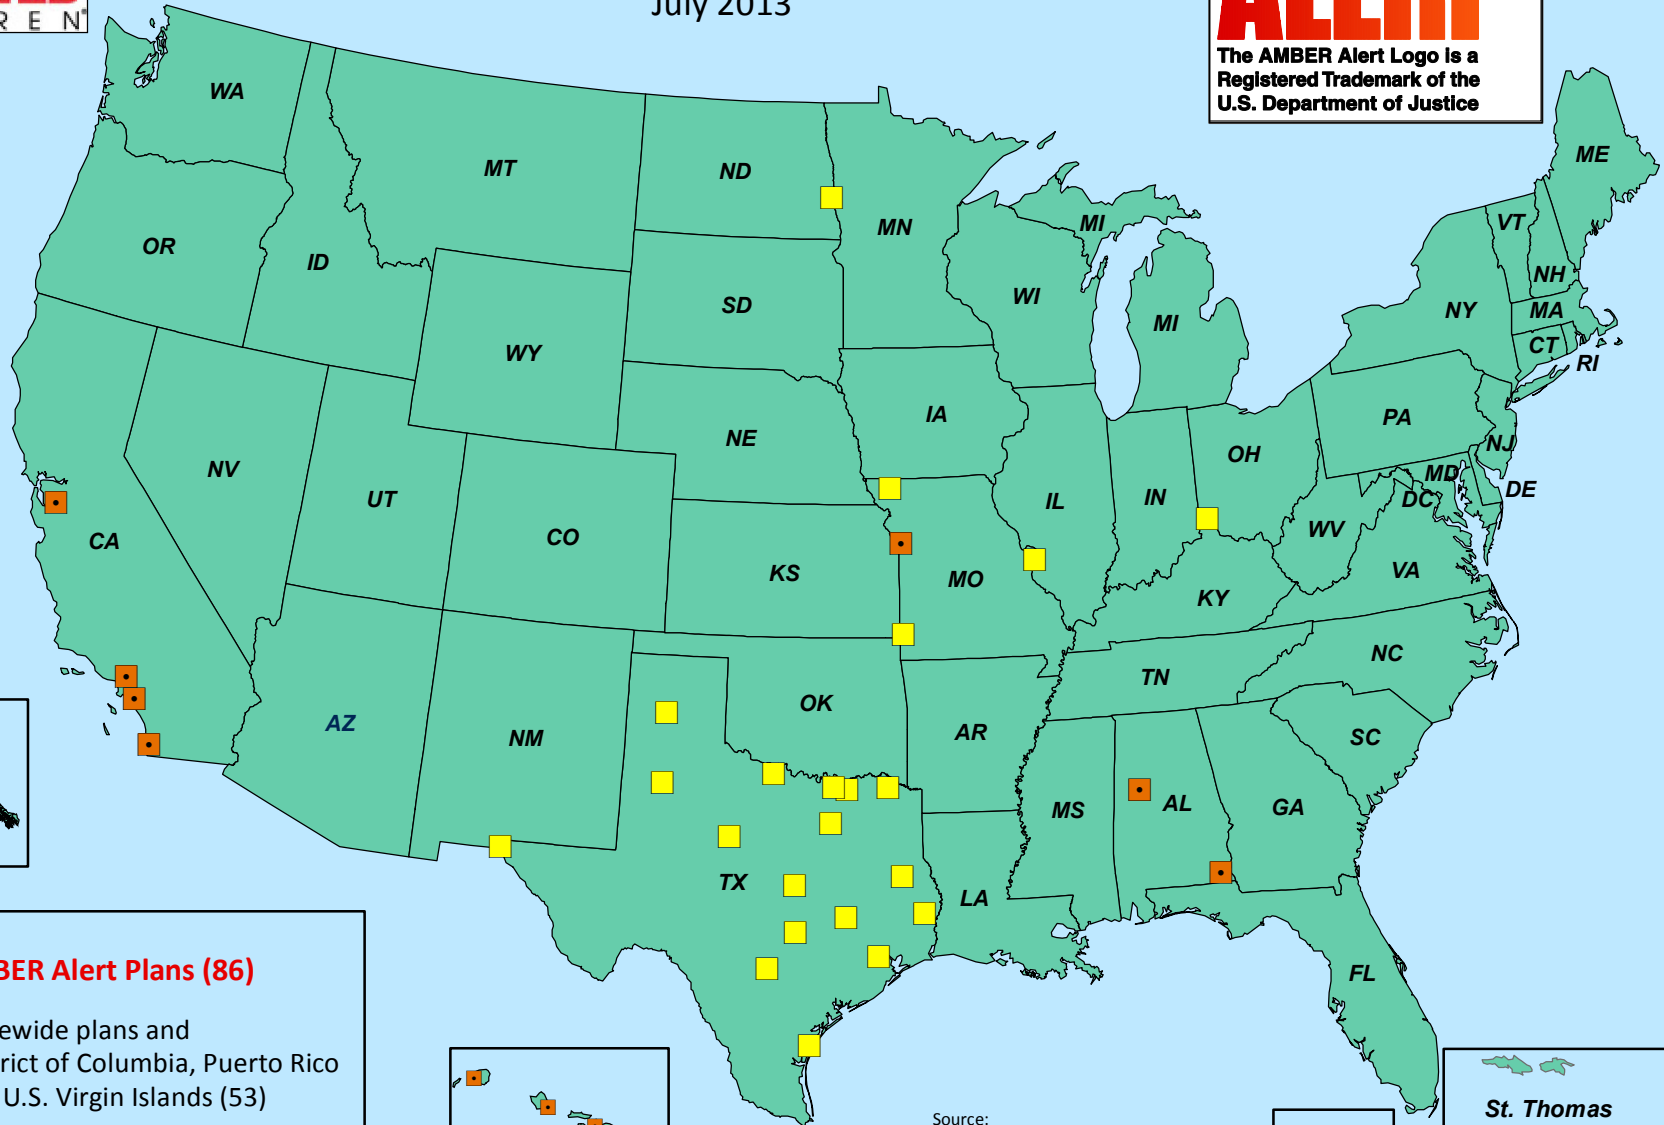 R E N
July 2013
ALERT
The AMBER Alert Logo is a
Registered Trademark of the
U.S. Department of Justice
WA
MT
ND
MN
OR
ID
SD
WI
MI
MI
ME
VT
NH
NY
MA
CT
RI
WY
NE
IA
PA
NJ
NV
UT
CO
KS
MO
IL
IN
OH
MD
DC
DE
WV
VA
CA
KY
NC
TN
AZ
NM
OK
AR
SC
MS
AL
GA
TX
LA
FL
BER Alert Plans (86)
ewide plans and
rict of Columbia, Puerto Rico
U.S. Virgin Islands (53)
Source:
St. Thomas